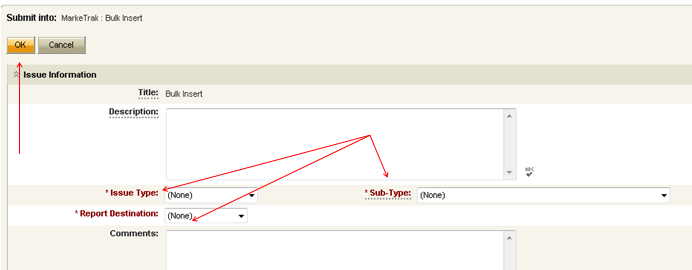 Submit into: MarkeTrak : Bulk Insert
OK Cancel
Issue Information
Title: Bulk Insert
Description:
ABC
* Issue Type: (None) * Sub-Type: (None)
* Report Destination: (None)
Comments: